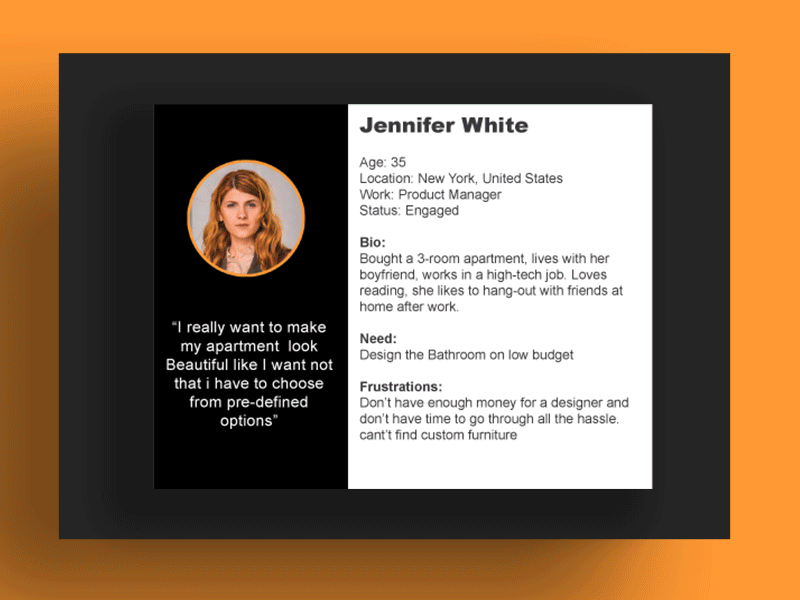 Jennifer White
Age: 35
Location: New York, United States
Work: Product Manager
Status: Engaged
Bio:
Bought a 3-room apartment, lives with her
boyfriend, works in a high-tech job. Loves
reading, she likes to hang-out with friends at
home after work.
Need:
Design the Bathroom on low budget
Frustrations:
Don’t have enough money for a designer and
don’t have time to go through all the hassle.
cant’t find custom furniture
“I really want to make
my apartment look
Beautiful like I want not
that i have to choose
from pre-defined
options”